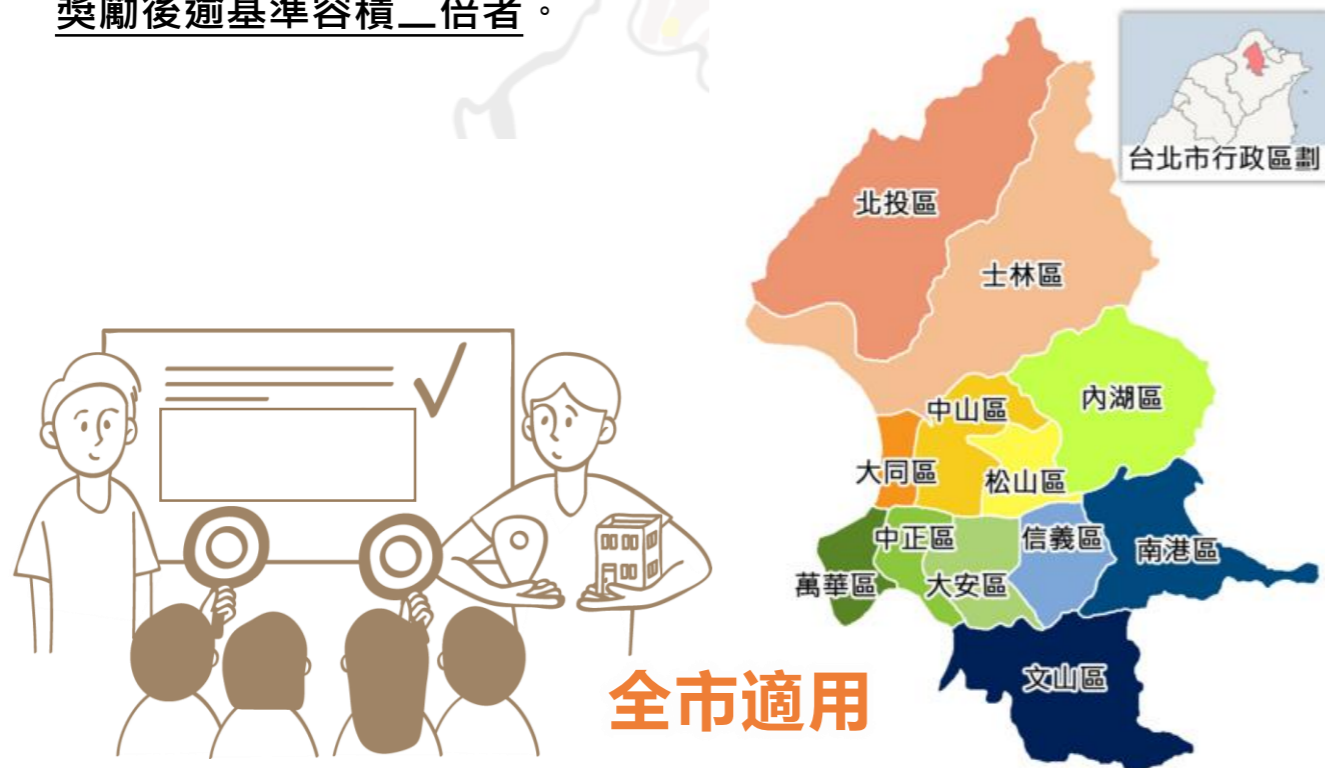 獎勵後逾基準容積二倍者。
台北市行政區劃
北投區
士林區
內湖區
中山區
大同區
松山區
中正區
信義區
南港區
萬華區
大安區
文山區
全市適用